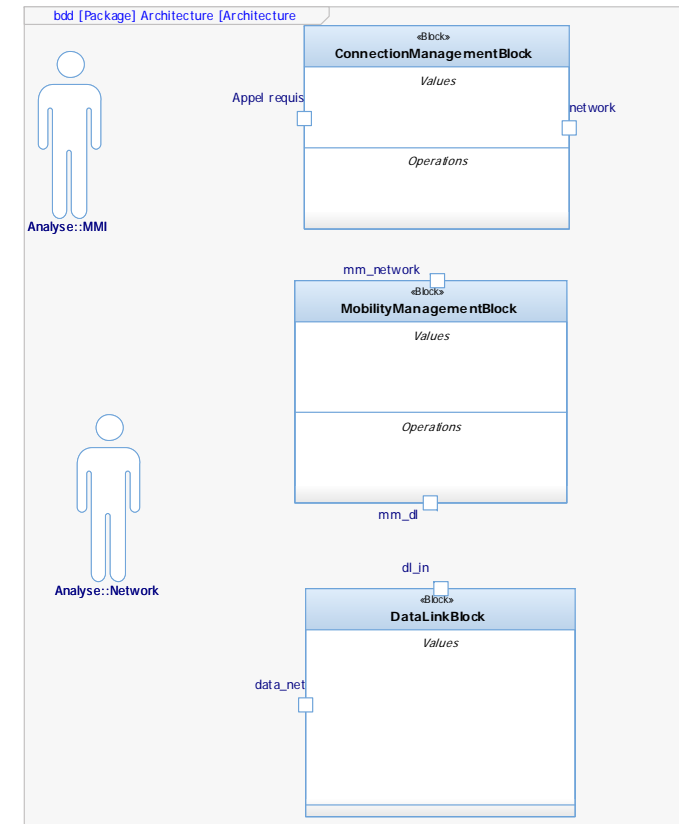 bdd [Package] Architecture [Architecture
«Block»
ConnectionManagementBlock
Values
Appel requis
network
Operations
Analyse::MMI
mm_network
«Block»
MobilityManagementBlock
Values
Operations
mm_dl
dl_in
Analyse::Network
«Block»
DataLinkBlock
Values
data_net